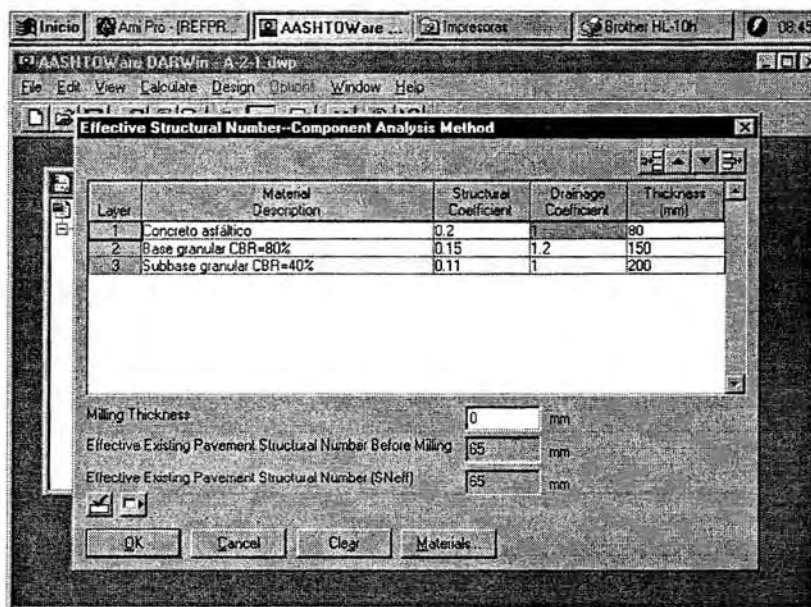 Inicio Ami Pro - [REFPR... AASHTOWare ... Impresoras Brother HL-10h 08:45
AASHTOWare DARWin - A-2-1.dwp
File Edit View Calculate Design Options Window Help
Effective Structural Number--Component Analysis Method
Layer Material Description Structural Coefficient Drainage Coefficient Thickness (mm)
1 Concreto asfáltico 0.2 1 80
2 Base granular CBR=80% 0.15 1.2 150
3 Subbase granular CBR=40% 0.11 1 200
Milling Thickness 0 mm
Effective Existing Pavement Structural Number Before Milling 65 mm
Effective Existing Pavement Structural Number (SNeff) 65 mm
OK Cancel Clear Materials...